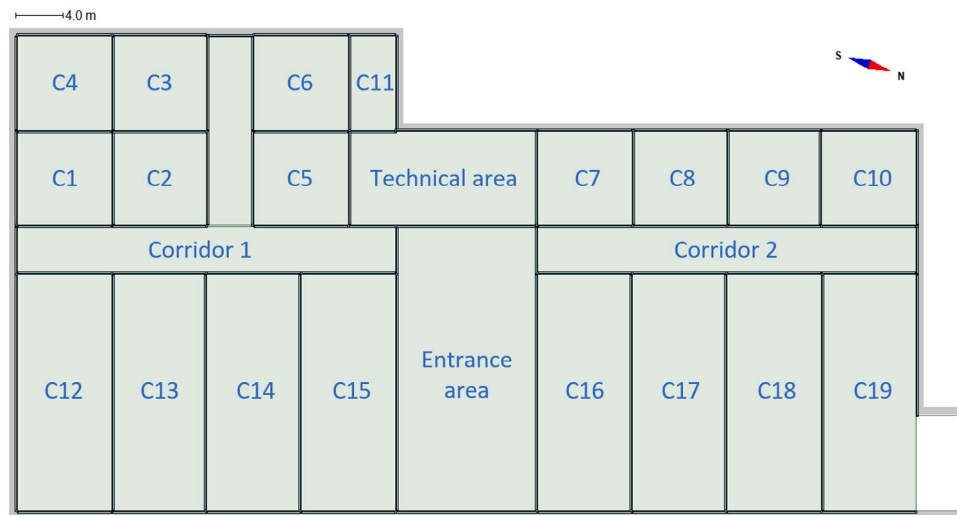 4.0 m
S
N
C4
C3
C6
C11
C1
C2
C5
Technical area
C7
C8
C9
C10
Corridor 1
Corridor 2
C12
C13
C14
C15
Entrance
area
C16
C17
C18
C19